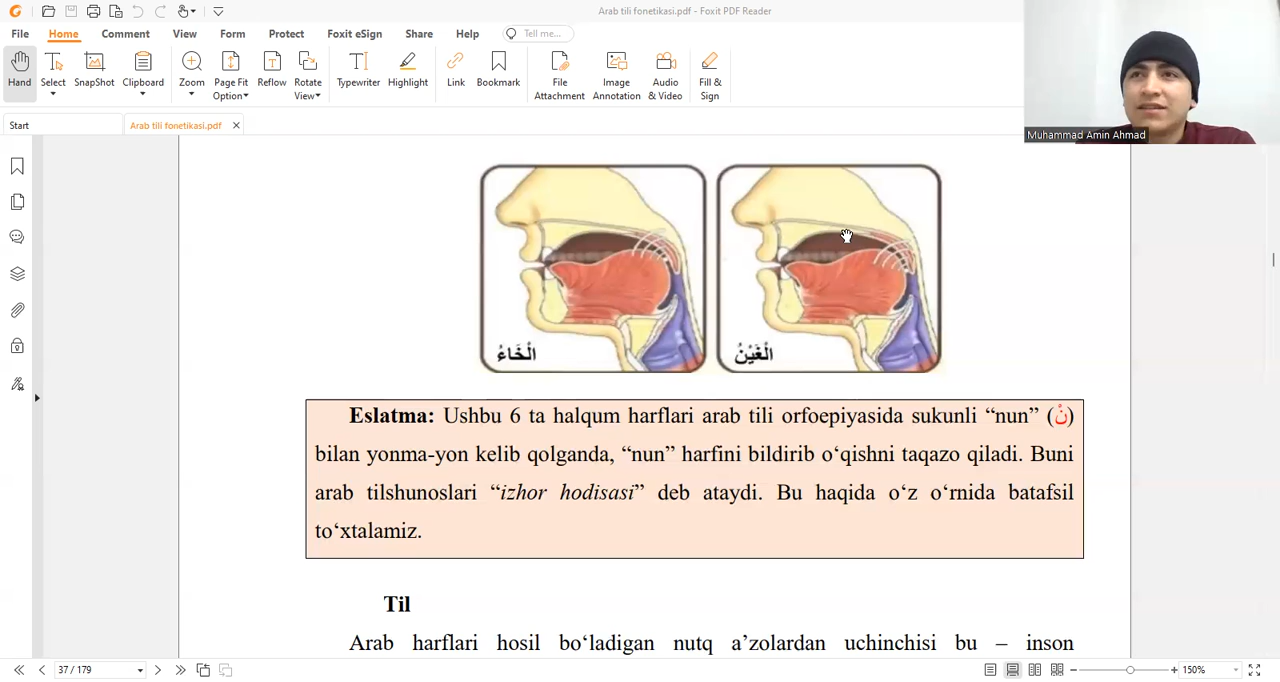 Arab tili fonetikasi.pdf - Foxit PDF Reader
File Home Comment View Form Protect Foxit eSign Share Help Tell me...
Hand Select SnapShot Clipboard Zoom Page Fit Option Reflow Rotate View Typewriter Highlight Link Bookmark File Attachment Image Annotation Audio & Video Fill & Sign
Start Arab tili fonetikasi.pdf
Muhammad Amin Ahmad
الْخَاءُ الْغَيْنُ
Eslatma: Ushbu 6 ta halqum harflari arab tili orfoepiyasida sukunli “nun” (نْ)
bilan yonma-yon kelib qolganda, “nun” harfini bildirib o‘qishni taqazo qiladi. Buni
arab tilshunoslari “izhor hodisasi” deb ataydi. Bu haqida o‘z o‘rnida batafsil
to‘xtalamiz.
Til
Arab harflari hosil bo‘ladigan nutq a’zolardan uchinchisi bu – inson
37 / 179 150%